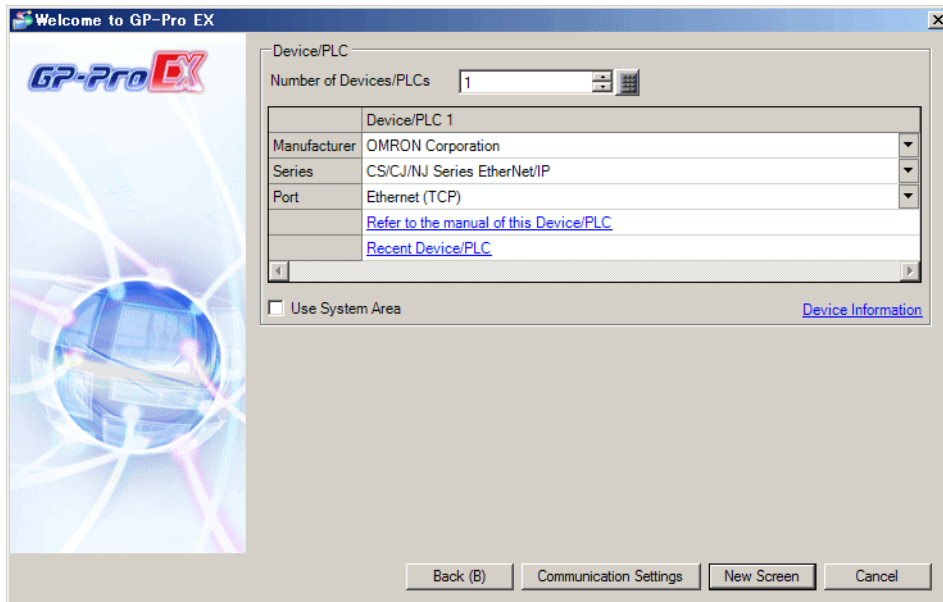 Welcome to GP-Pro EX
GP-Pro EX
Device/PLC
Number of Devices/PLCs 1
Device/PLC 1
Manufacturer OMRON Corporation
Series CS/CJ/NJ Series EtherNet/IP
Port Ethernet (TCP)
Refer to the manual of this Device/PLC
Recent Device/PLC
Use System Area Device Information
Back (B) Communication Settings New Screen Cancel